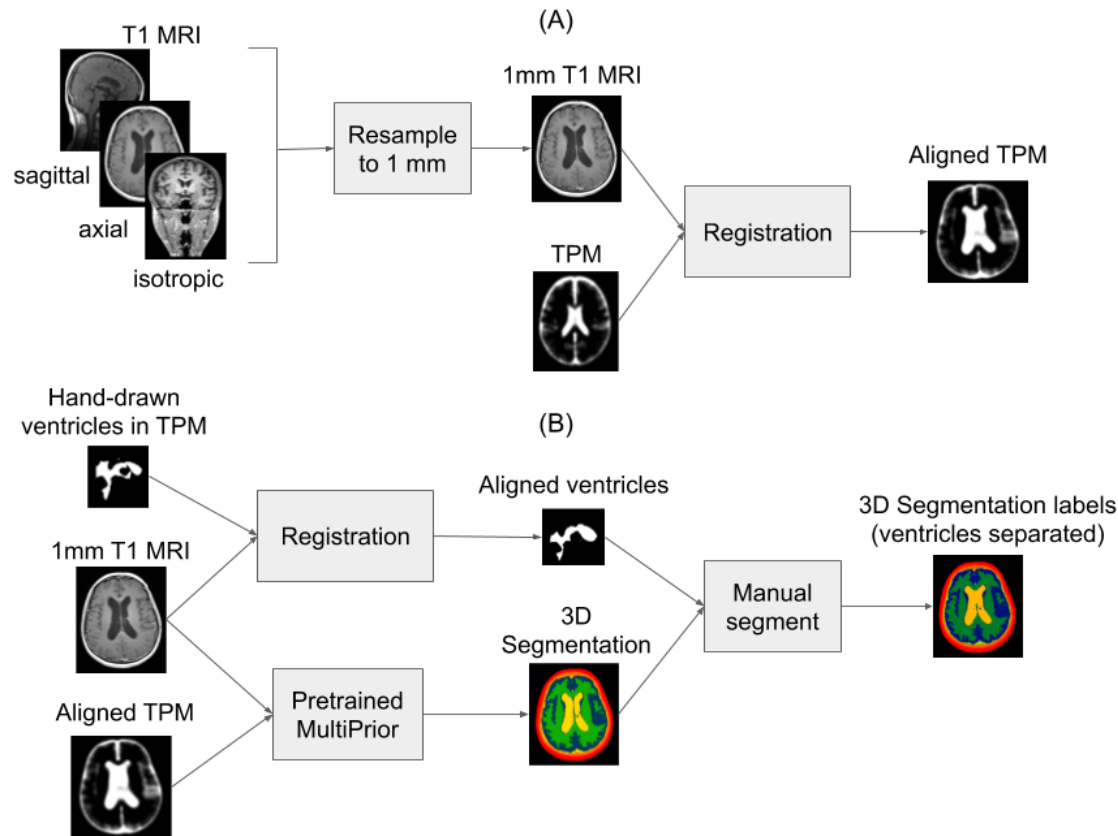 (A)
T1 MRI
sagittal
axial
isotropic
Resample
to 1 mm
1mm T1 MRI
TPM
Registration
Aligned TPM
(B)
Hand-drawn
ventricles in TPM
1mm T1 MRI
Aligned TPM
Registration
Pretrained
MultiPrior
Aligned ventricles
3D
Segmentation
Manual
segment
3D Segmentation labels
(ventricles separated)